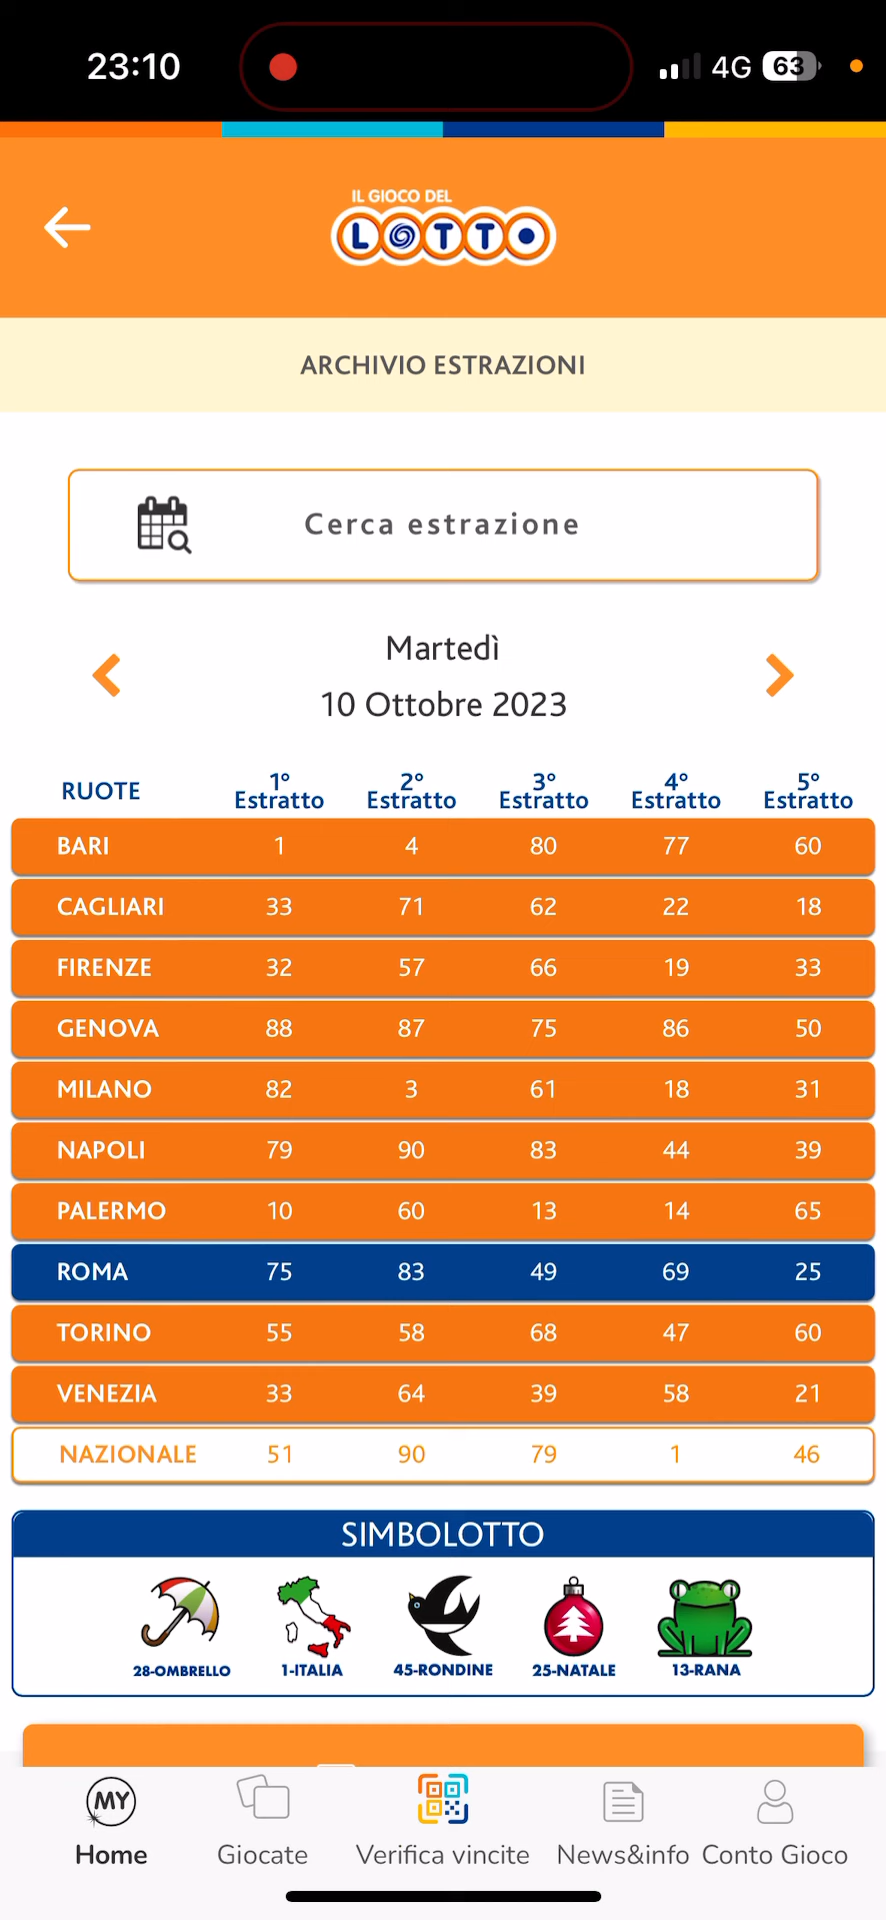 23:10 4G 63
IL GIOCO DEL
LOTTO
ARCHIVIO ESTRAZIONI
Cerca estrazione
Martedì
10 Ottobre 2023
RUOTE 1° Estratto 2° Estratto 3° Estratto 4° Estratto 5° Estratto
BARI 1 4 80 77 60
CAGLIARI 33 71 62 22 18
FIRENZE 32 57 66 19 33
GENOVA 88 87 75 86 50
MILANO 82 3 61 18 31
NAPOLI 79 90 83 44 39
PALERMO 10 60 13 14 65
ROMA 75 83 49 69 25
TORINO 55 58 68 47 60
VENEZIA 33 64 39 58 21
NAZIONALE 51 90 79 1 46
SIMBOLOTTO
28-OMBRELLO 1-ITALIA 45-RONDINE 25-NATALE 13-RANA
MY
Home Giocate Verifica vincite News&info Conto Gioco